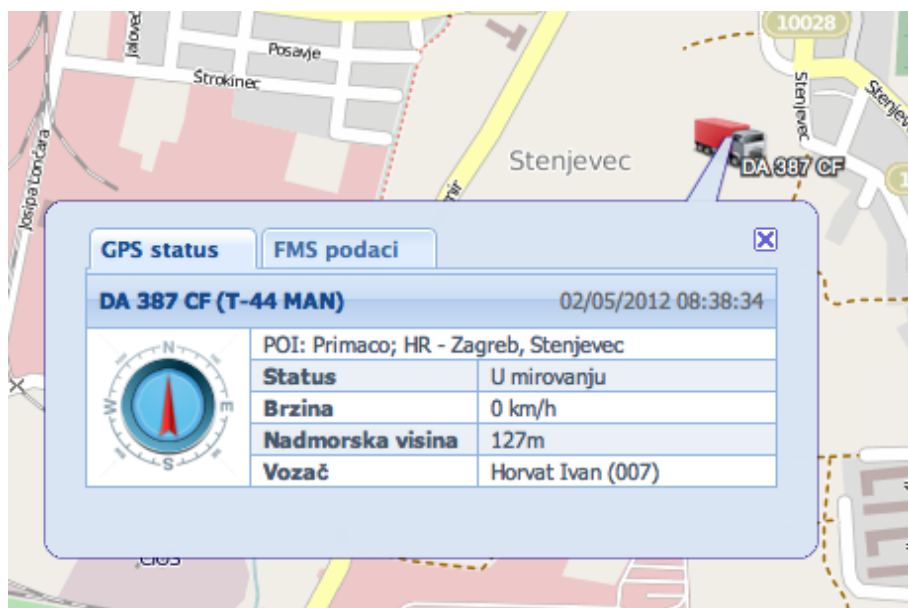 10028
Jalovec
Posavje
Štrokinec
Stenjevec
Josipa Lončara
Stenjevec
DA 387 CF
GPS status
FMS podaci
DA 387 CF (T-44 MAN)
02/05/2012 08:38:34
N
W
E
S
POI: Primaco; HR - Zagreb, Stenjevec
Status U mirovanju
Brzina 0 km/h
Nadmorska visina 127m
Vozač Horvat Ivan (007)
CIOS